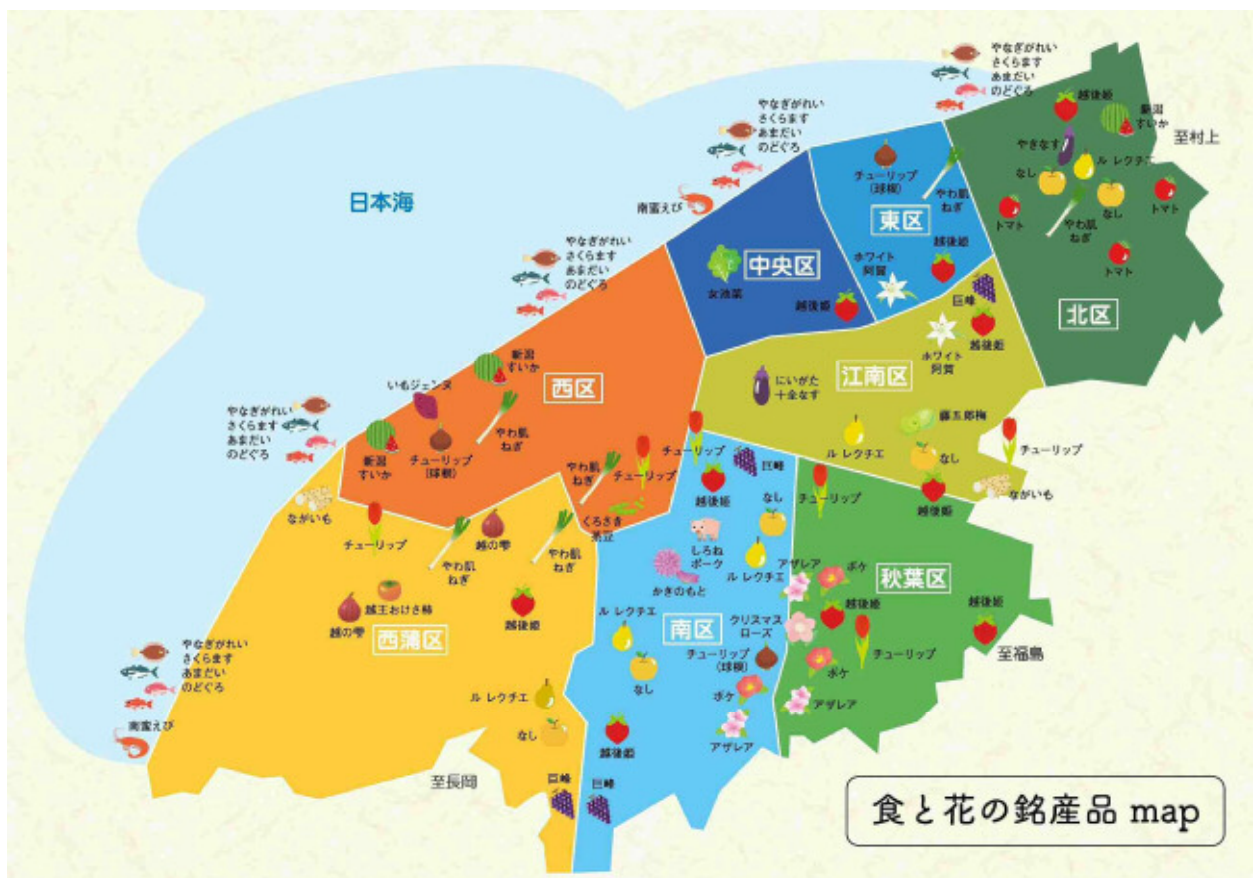 やなぎがれい
さくらます
あまだい
のどぐろ
越後姫
新潟
すいか
至村上
やきなす
ル レクチエ
なし
なし
トマト
トマト
やわ肌
ねぎ
トマト
北区
やなぎがれい
さくらます
あまだい
のどぐろ
南蛮えび
チューリップ
(球根)
やわ肌
ねぎ
東区
ホワイト
阿賀
越後姫
日本海
中央区
女池菜
越後姫
やなぎがれい
さくらます
あまだい
のどぐろ
巨峰
越後姫
ホワイト
阿賀
江南区
にいがた
十全なす
藤五郎梅
ル レクチエ
なし
チューリップ
ながいも
越後姫
新潟
すいか
西区
いもジェンヌ
やわ肌
ねぎ
新潟
すいか
チューリップ
(球根)
やわ肌
ねぎ
チューリップ
くろさき
茶豆
やなぎがれい
さくらます
あまだい
のどぐろ
ながいも
チューリップ
やわ肌
ねぎ
越の雫
やわ肌
ねぎ
越王おけさ柿
越の雫
西蒲区
越後姫
ル レクチエ
なし
巨峰
至長岡
やなぎがれい
さくらます
あまだい
のどぐろ
南蛮えび
チューリップ
巨峰
越後姫
なし
しろね
ポーク
ル レクチエ
かきのもと
ル レクチエ
南区
なし
クリスマス
ローズ
チューリップ
(球根)
ボケ
アザレア
越後姫
巨峰
チューリップ
アザレア
ボケ
秋葉区
越後姫
越後姫
チューリップ
ボケ
アザレア
至福島
食と花の銘産品 map